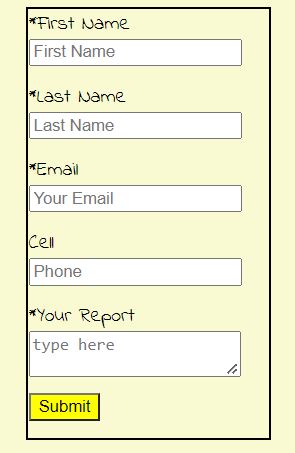 *First Name
First Name
*Last Name
Last Name
*Email
Your Email
Cell
Phone
*Your Report
type here
Submit